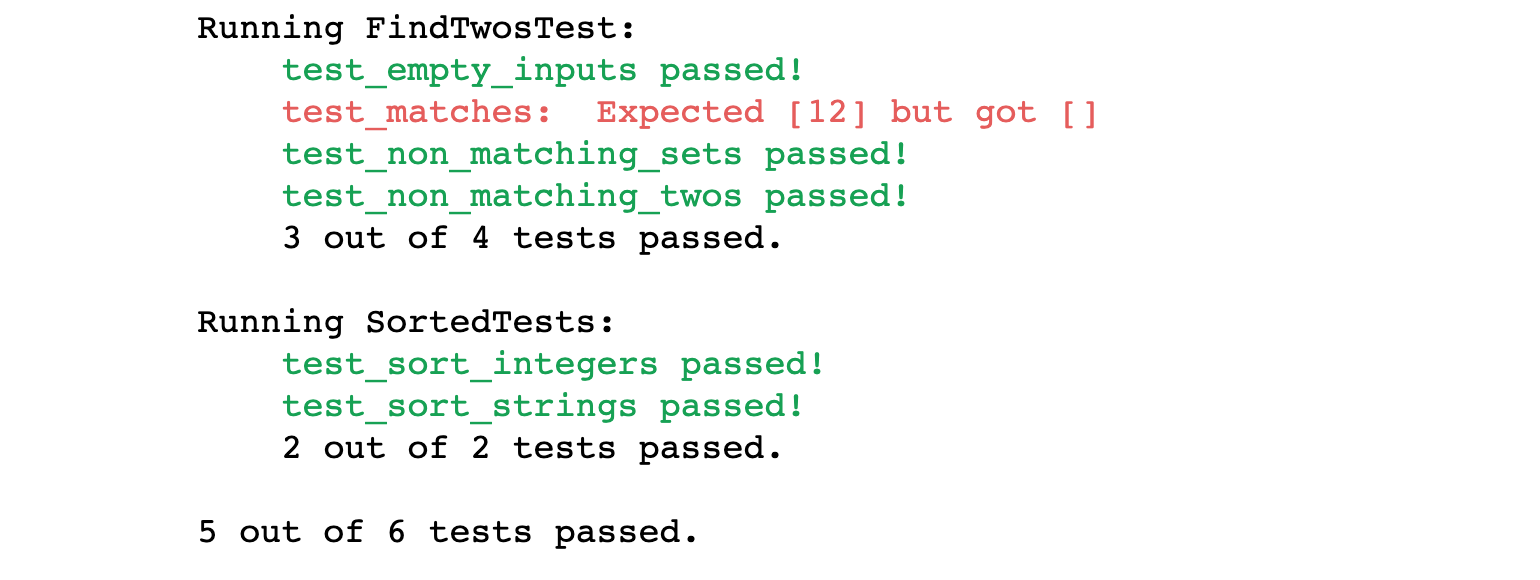 Running FindTwosTest:
test_empty_inputs passed!
test_matches:  Expected [12] but got []
test_non_matching_sets passed!
test_non_matching_twos passed!
3 out of 4 tests passed.
Running SortedTests:
test_sort_integers passed!
test_sort_strings passed!
2 out of 2 tests passed.
5 out of 6 tests passed.